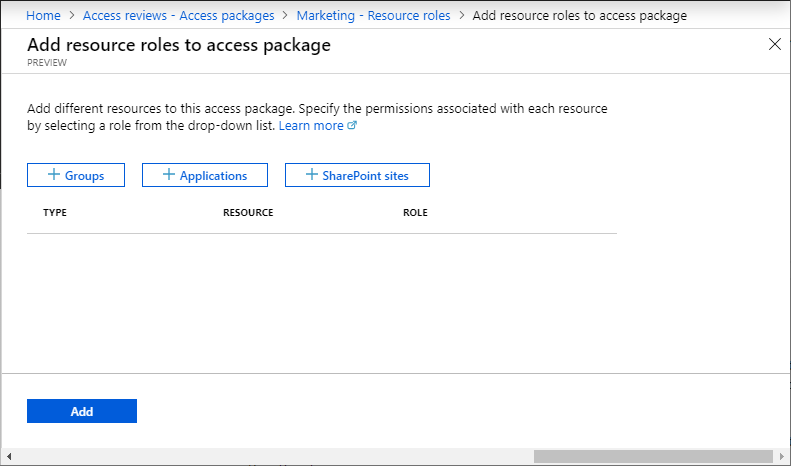 Home > Access reviews - Access packages > Marketing - Resource roles > Add resource roles to access package
Add resource roles to access package
PREVIEW
Add different resources to this access package. Specify the permissions associated with each resource
by selecting a role from the drop-down list. Learn more
+ Groups + Applications + SharePoint sites
TYPE RESOURCE ROLE
Add